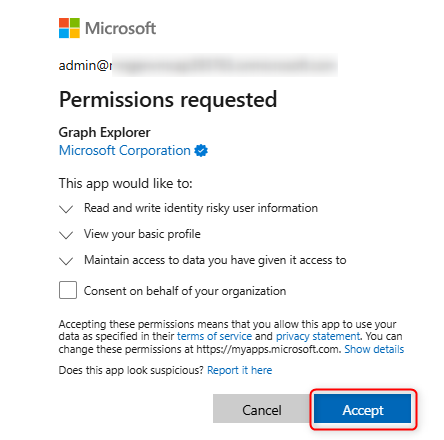 Microsoft
admin@
Permissions requested
Graph Explorer
Microsoft Corporation
This app would like to:
Read and write identity risky user information
View your basic profile
Maintain access to data you have given it access to
Consent on behalf of your organization
Accepting these permissions means that you allow this app to use your
data as specified in their terms of service and privacy statement. You can
change these permissions at https://myapps.microsoft.com. Show details
Does this app look suspicious? Report it here
Cancel Accept